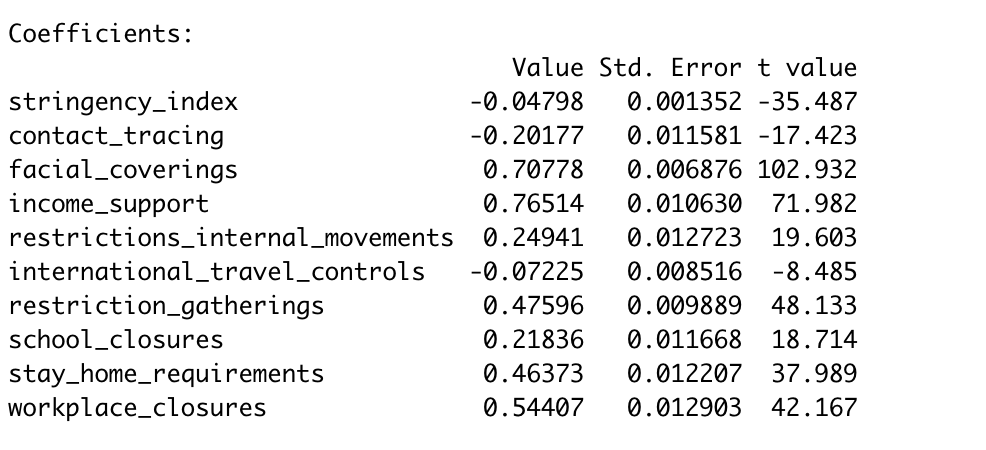 Coefficients:
Value Std. Error t value
stringency_index -0.04798 0.001352 -35.487
contact_tracing -0.20177 0.011581 -17.423
facial_coverings 0.70778 0.006876 102.932
income_support 0.76514 0.010630 71.982
restrictions_internal_movements 0.24941 0.012723 19.603
international_travel_controls -0.07225 0.008516 -8.485
restriction_gatherings 0.47596 0.009889 48.133
school_closures 0.21836 0.011668 18.714
stay_home_requirements 0.46373 0.012207 37.989
workplace_closures 0.54407 0.012903 42.167